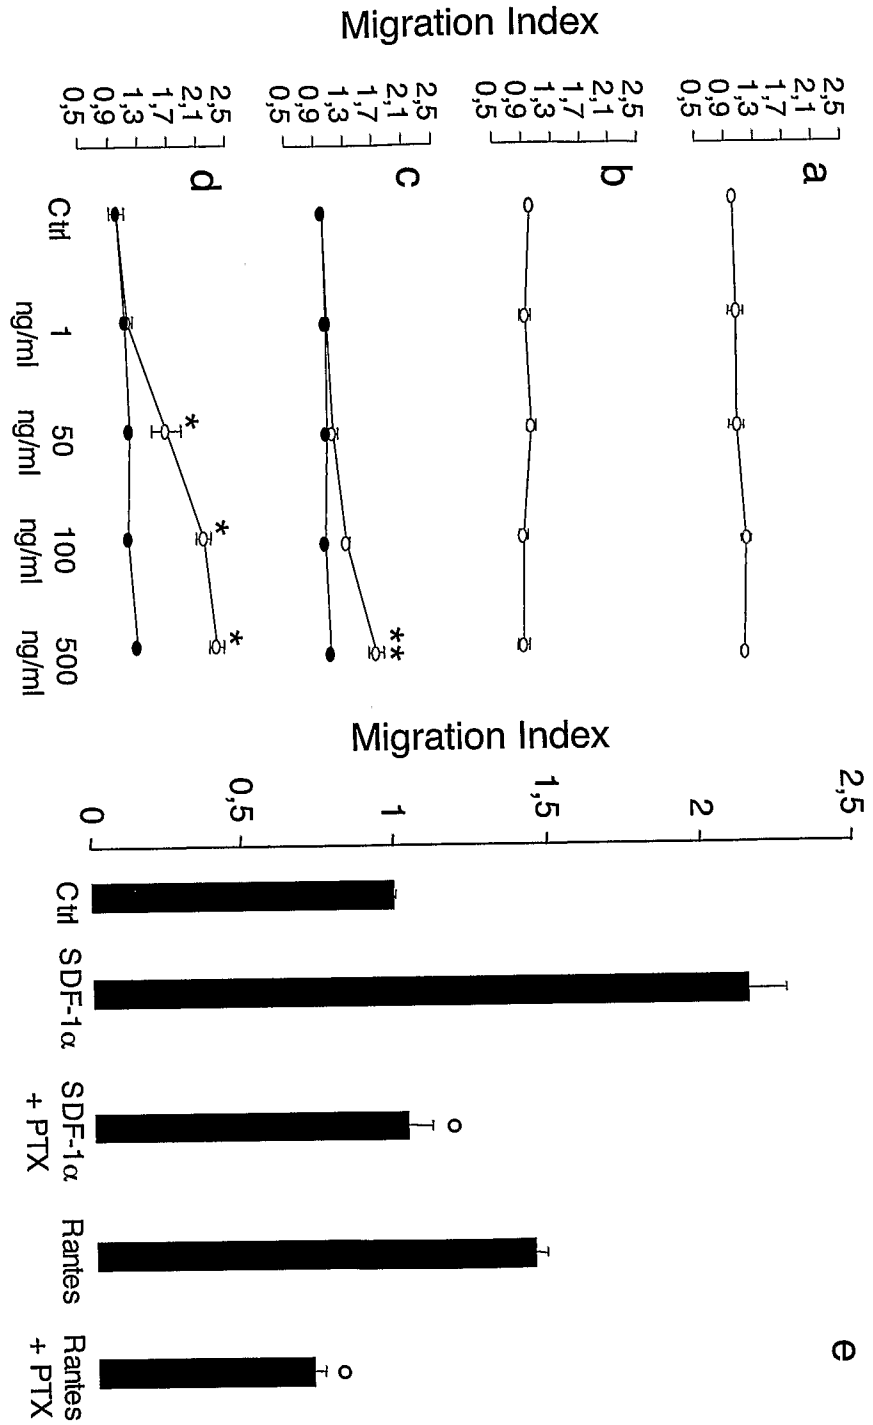 Migration Index
a
2,5
2,1
1,7
1,3
0,9
0,5
b
2,5
2,1
1,7
1,3
0,9
0,5
c
2,5
2,1
1,7
1,3
0,9
0,5
**
d
2,5
2,1
1,7
1,3
0,9
0,5
* * *
Ctrl 1 50 100 500
ng/ml ng/ml ng/ml ng/ml
Migration Index
e
2,5
2
1,5
1
0,5
0
Ctrl SDF-1α SDF-1α Rantes Rantes
+ PTX + PTX